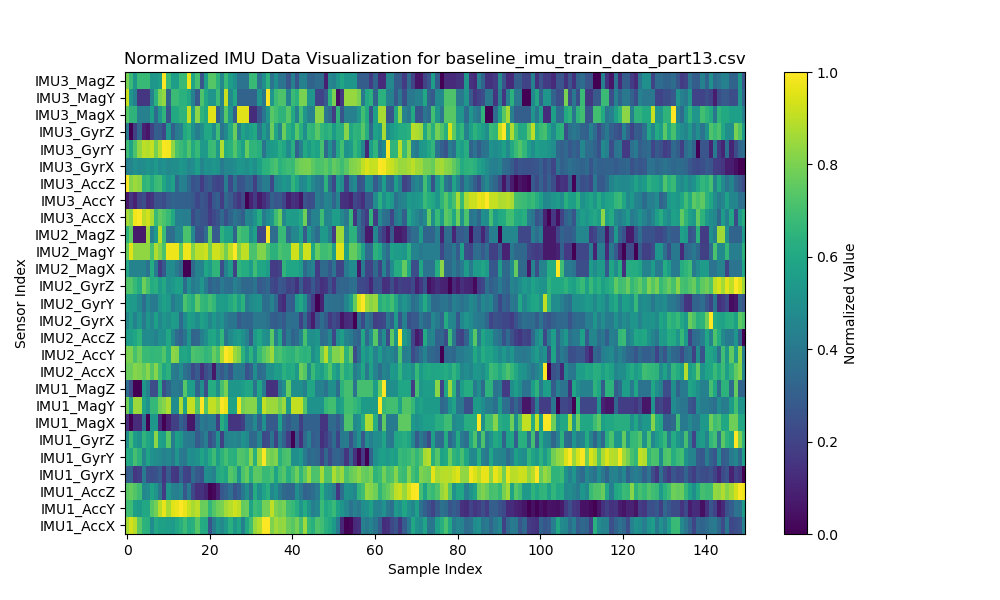 Normalized IMU Data Visualization for baseline_imu_train_data_part13.csv
IMU3_MagZ
IMU3_MagY
IMU3_MagX
IMU3_GyrZ
IMU3_GyrY
IMU3_GyrX
IMU3_AccZ
IMU3_AccY
IMU3_AccX
IMU2_MagZ
IMU2_MagY
IMU2_MagX
IMU2_GyrZ
IMU2_GyrY
IMU2_GyrX
IMU2_AccZ
IMU2_AccY
IMU2_AccX
IMU1_MagZ
IMU1_MagY
IMU1_MagX
IMU1_GyrZ
IMU1_GyrY
IMU1_GyrX
IMU1_AccZ
IMU1_AccY
IMU1_AccX
Sensor Index
0 20 40 60 80 100 120 140
Sample Index
1.0
0.8
0.6
0.4
0.2
0.0
Normalized Value